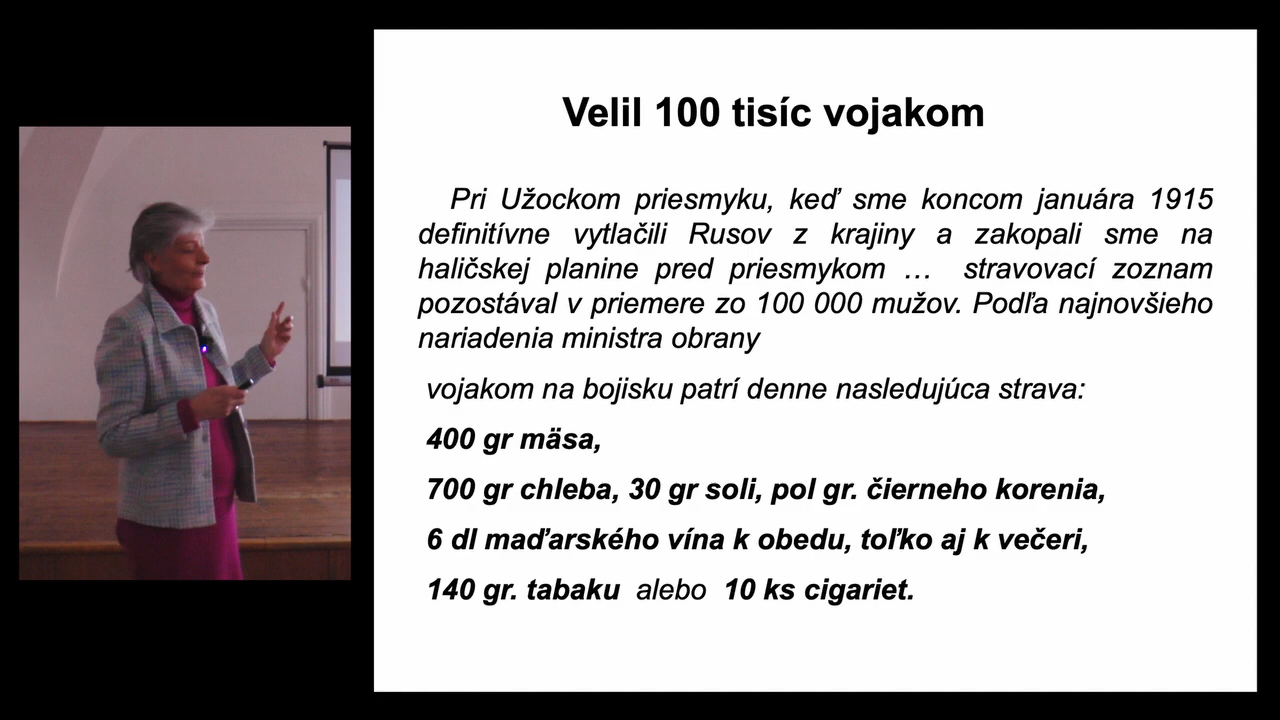 Velil 100 tisíc vojakom
Pri Užockom priesmyku, keď sme koncom januára 1915
definitívne vytlačili Rusov z krajiny a zakopali sme na
haličskej planine pred priesmykom … stravovací zoznam
pozostával v priemere zo 100 000 mužov. Podľa najnovšieho
nariadenia ministra obrany
vojakom na bojisku patrí denne nasledujúca strava:
400 gr mäsa,
700 gr chleba, 30 gr soli, pol gr. čierneho korenia,
6 dl maďarského vína k obedu, toľko aj k večeri,
140 gr. tabaku alebo 10 ks cigariet.